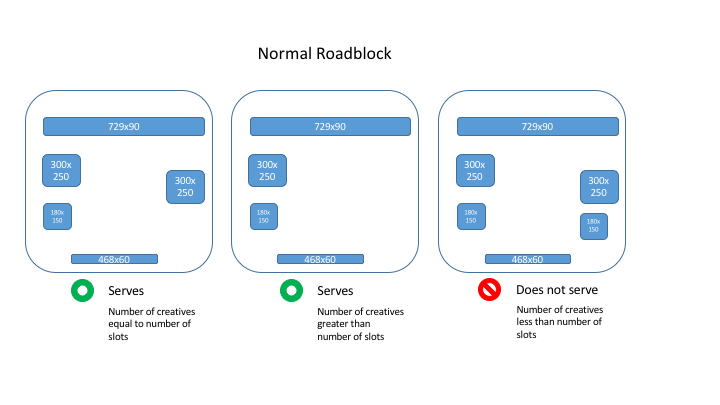 Normal Roadblock
729x90
300x
250
300x
250
180x
150
468x60
Serves
Number of creatives
equal to number of
slots
729x90
300x
250
180x
150
468x60
Serves
Number of creatives
greater than
number of slots
729x90
300x
250
300x
250
180x
150
180x
150
468x60
Does not serve
Number of creatives
less than number of
slots